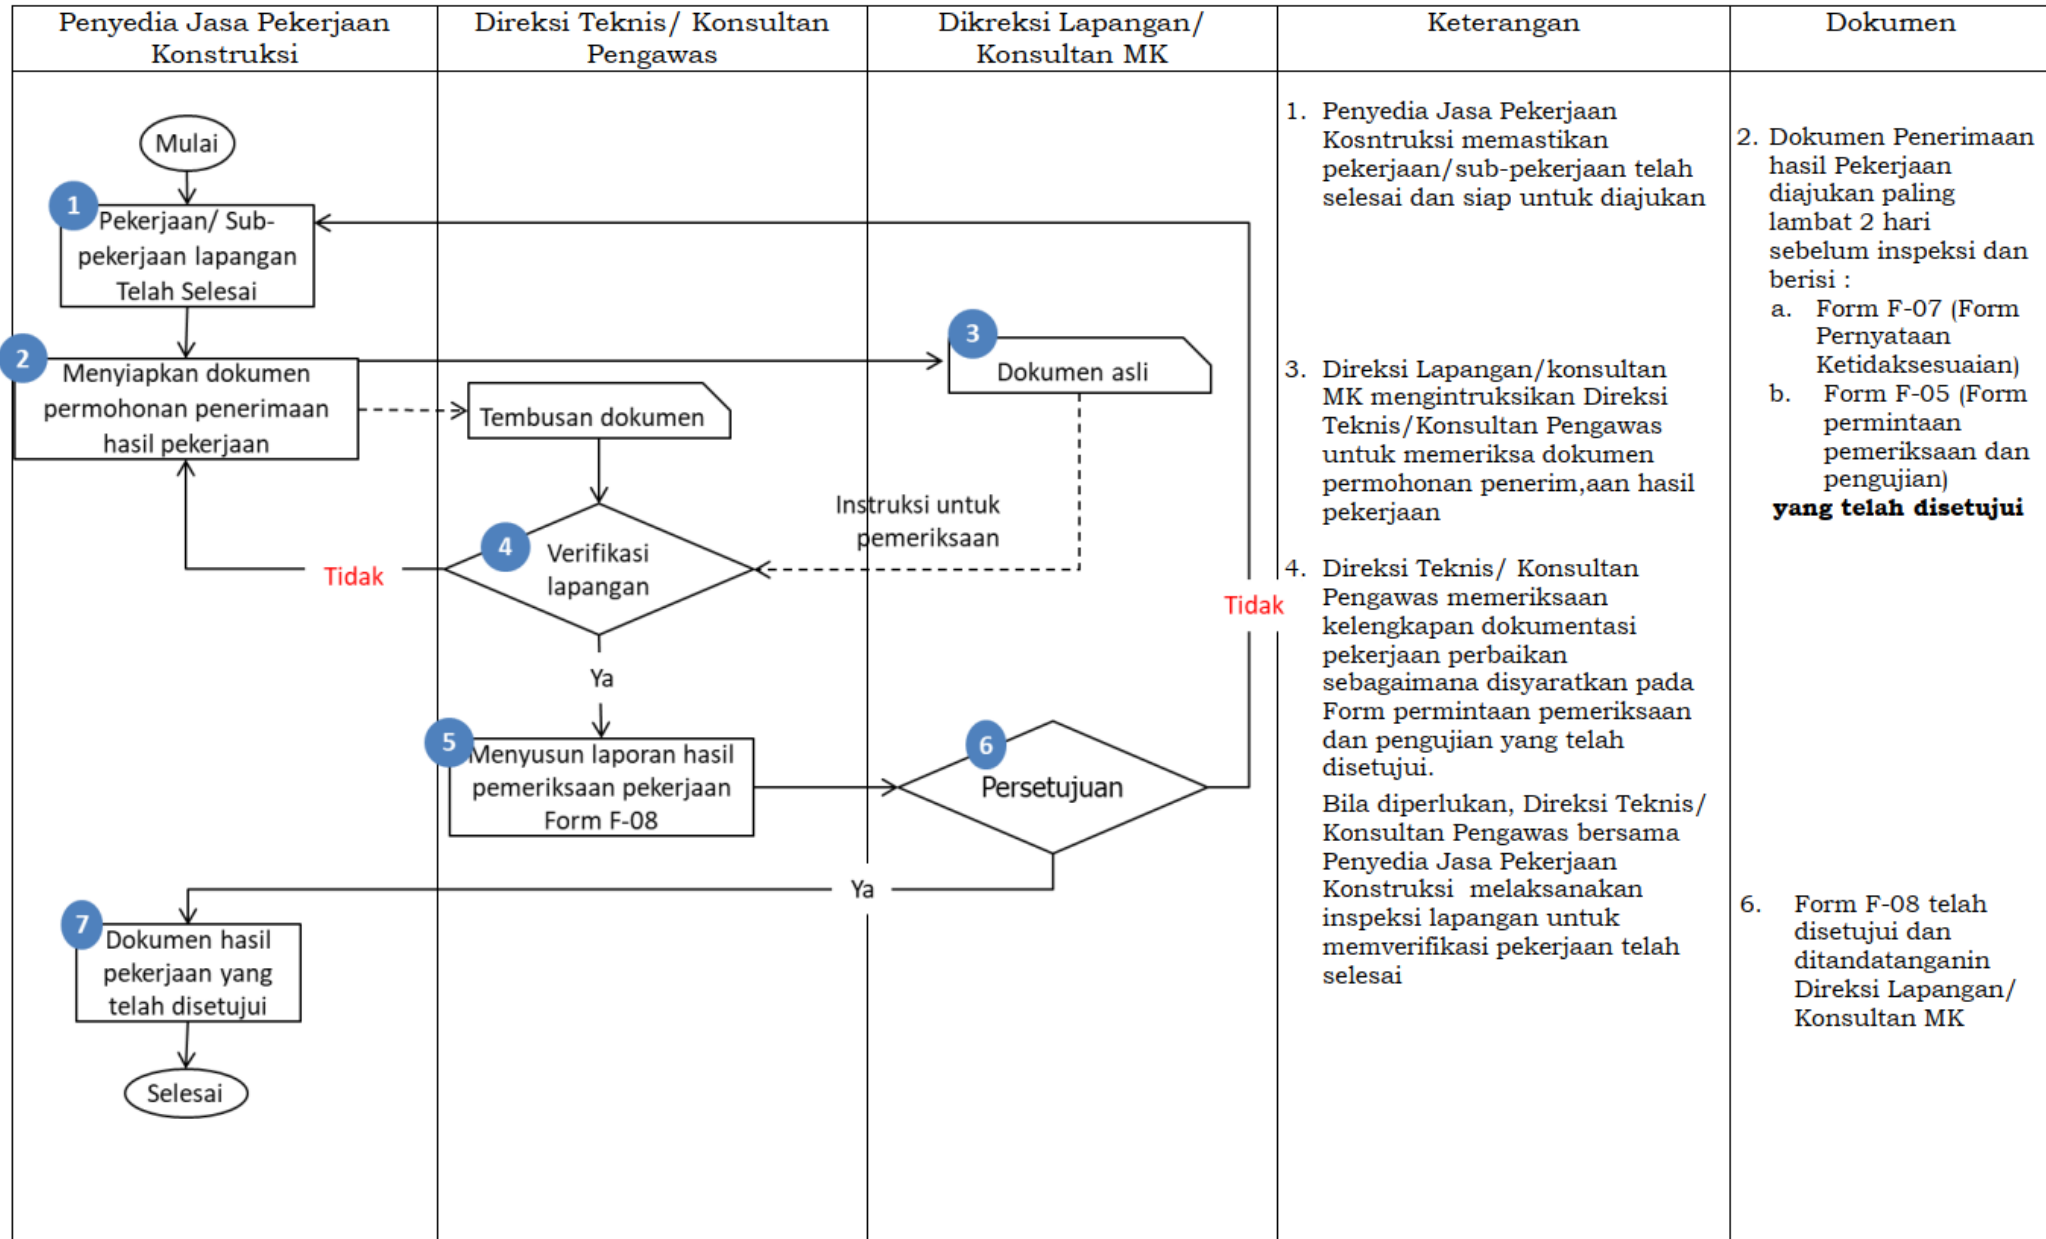 Penyedia Jasa Pekerjaan
Konstruksi
Direksi Teknis/ Konsultan
Pengawas
Dikreksi Lapangan/
Konsultan MK
Keterangan
Dokumen
Mulai
1
Pekerjaan/ Sub-
pekerjaan lapangan
Telah Selesai
2
Menyiapkan dokumen
permohonan penerimaan
hasil pekerjaan
Tembusan dokumen
3
Dokumen asli
Instruksi untuk
pemeriksaan
4
Verifikasi
lapangan
Tidak
Ya
5
Menyusun laporan hasil
pemeriksaan pekerjaan
Form F-08
6
Persetujuan
Tidak
Ya
7
Dokumen hasil
pekerjaan yang
telah disetujui
Selesai
1. Penyedia Jasa Pekerjaan
Kosntruksi memastikan
pekerjaan/sub-pekerjaan telah
selesai dan siap untuk diajukan
3. Direksi Lapangan/konsultan
MK mengintruksikan Direksi
Teknis/Konsultan Pengawas
untuk memeriksa dokumen
permohonan penerim,aan hasil
pekerjaan
4. Direksi Teknis/ Konsultan
Pengawas memeriksaan
kelengkapan dokumentasi
pekerjaan perbaikan
sebagaimana disyaratkan pada
Form permintaan pemeriksaan
dan pengujian yang telah
disetujui.
Bila diperlukan, Direksi Teknis/
Konsultan Pengawas bersama
Penyedia Jasa Pekerjaan
Konstruksi melaksanakan
inspeksi lapangan untuk
memverifikasi pekerjaan telah
selesai
2. Dokumen Penerimaan
hasil Pekerjaan
diajukan paling
lambat 2 hari
sebelum inspeksi dan
berisi :
a. Form F-07 (Form
Pernyataan
Ketidaksesuaian)
b. Form F-05 (Form
permintaan
pemeriksaan dan
pengujian)
yang telah disetujui
6. Form F-08 telah
disetujui dan
ditandatanganin
Direksi Lapangan/
Konsultan MK